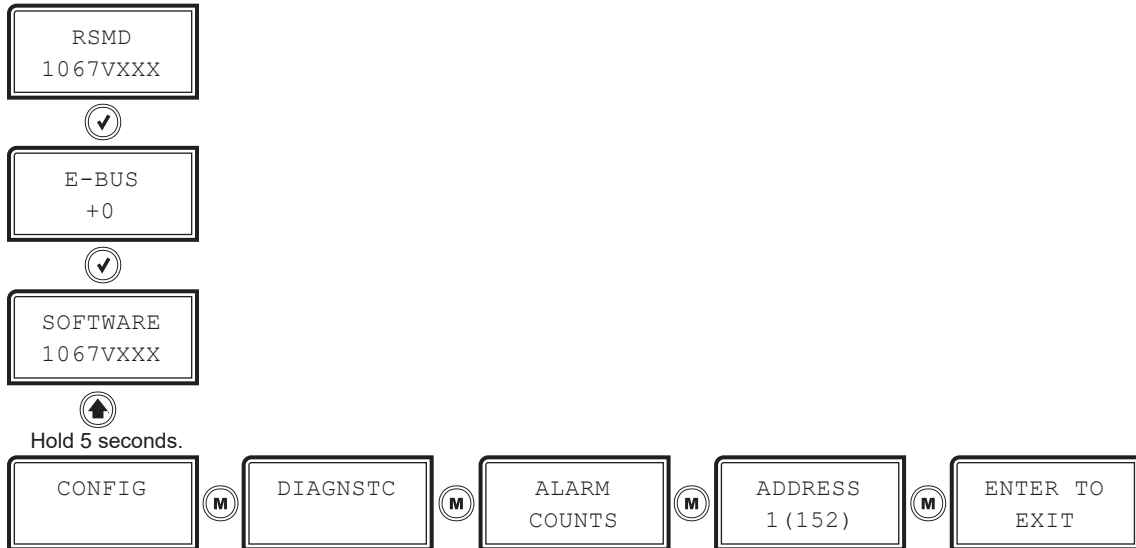 RSMD
1067VXXX
E-BUS
+0
SOFTWARE
1067VXXX
Hold 5 seconds.
CONFIG
M
DIAGNSTC
M
ALARM
COUNTS
M
ADDRESS
1(152)
M
ENTER TO
EXIT